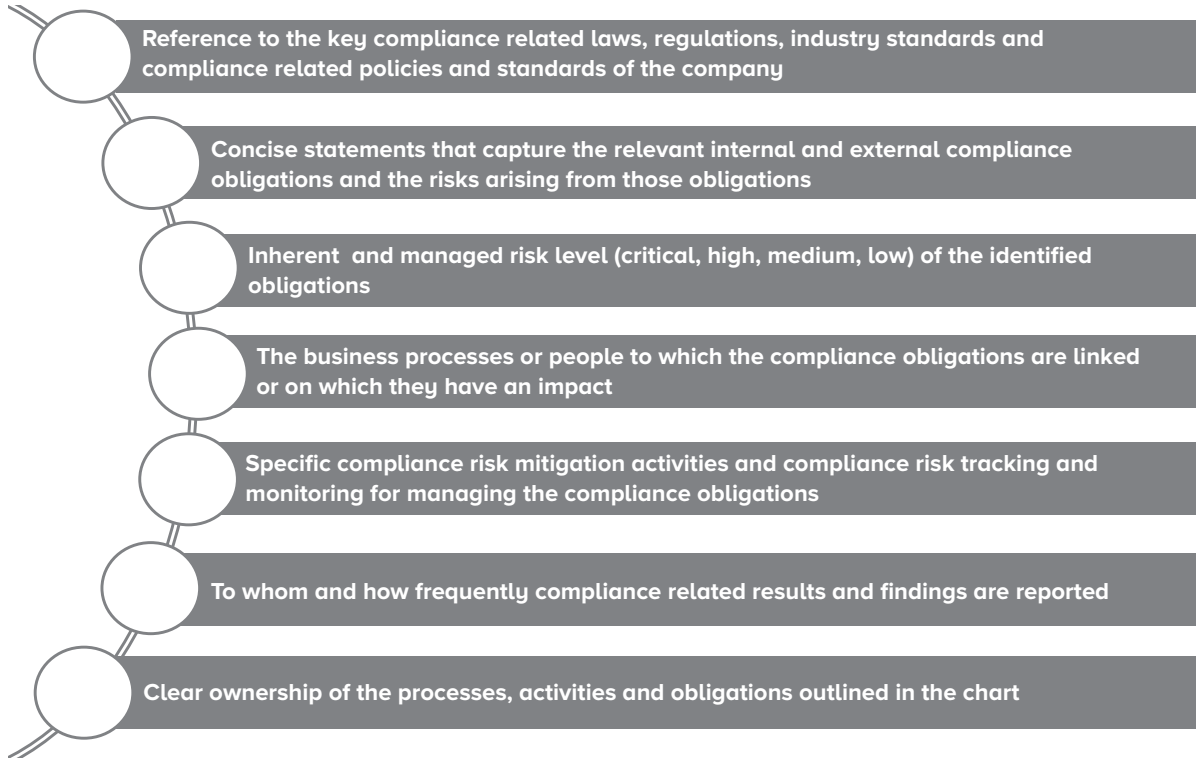 Reference to the key compliance related laws, regulations, industry standards and
compliance related policies and standards of the company
Concise statements that capture the relevant internal and external compliance
obligations and the risks arising from those obligations
Inherent  and managed risk level (critical, high, medium, low) of the identified
obligations
The business processes or people to which the compliance obligations are linked
or on which they have an impact
Specific compliance risk mitigation activities and compliance risk tracking and
monitoring for managing the compliance obligations
To whom and how frequently compliance related results and findings are reported
Clear ownership of the processes, activities and obligations outlined in the chart